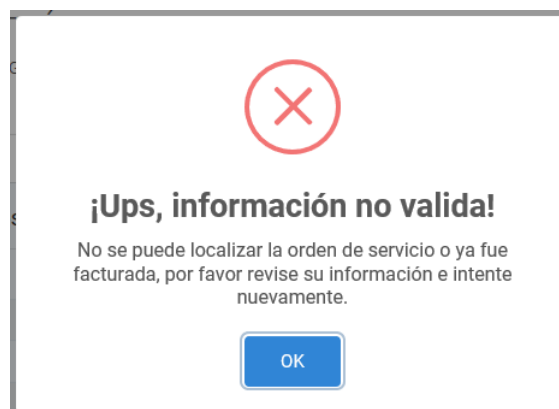 ¡Ups, información no valida!
No se puede localizar la orden de servicio o ya fue
facturada, por favor revise su información e intente
nuevamente.
OK